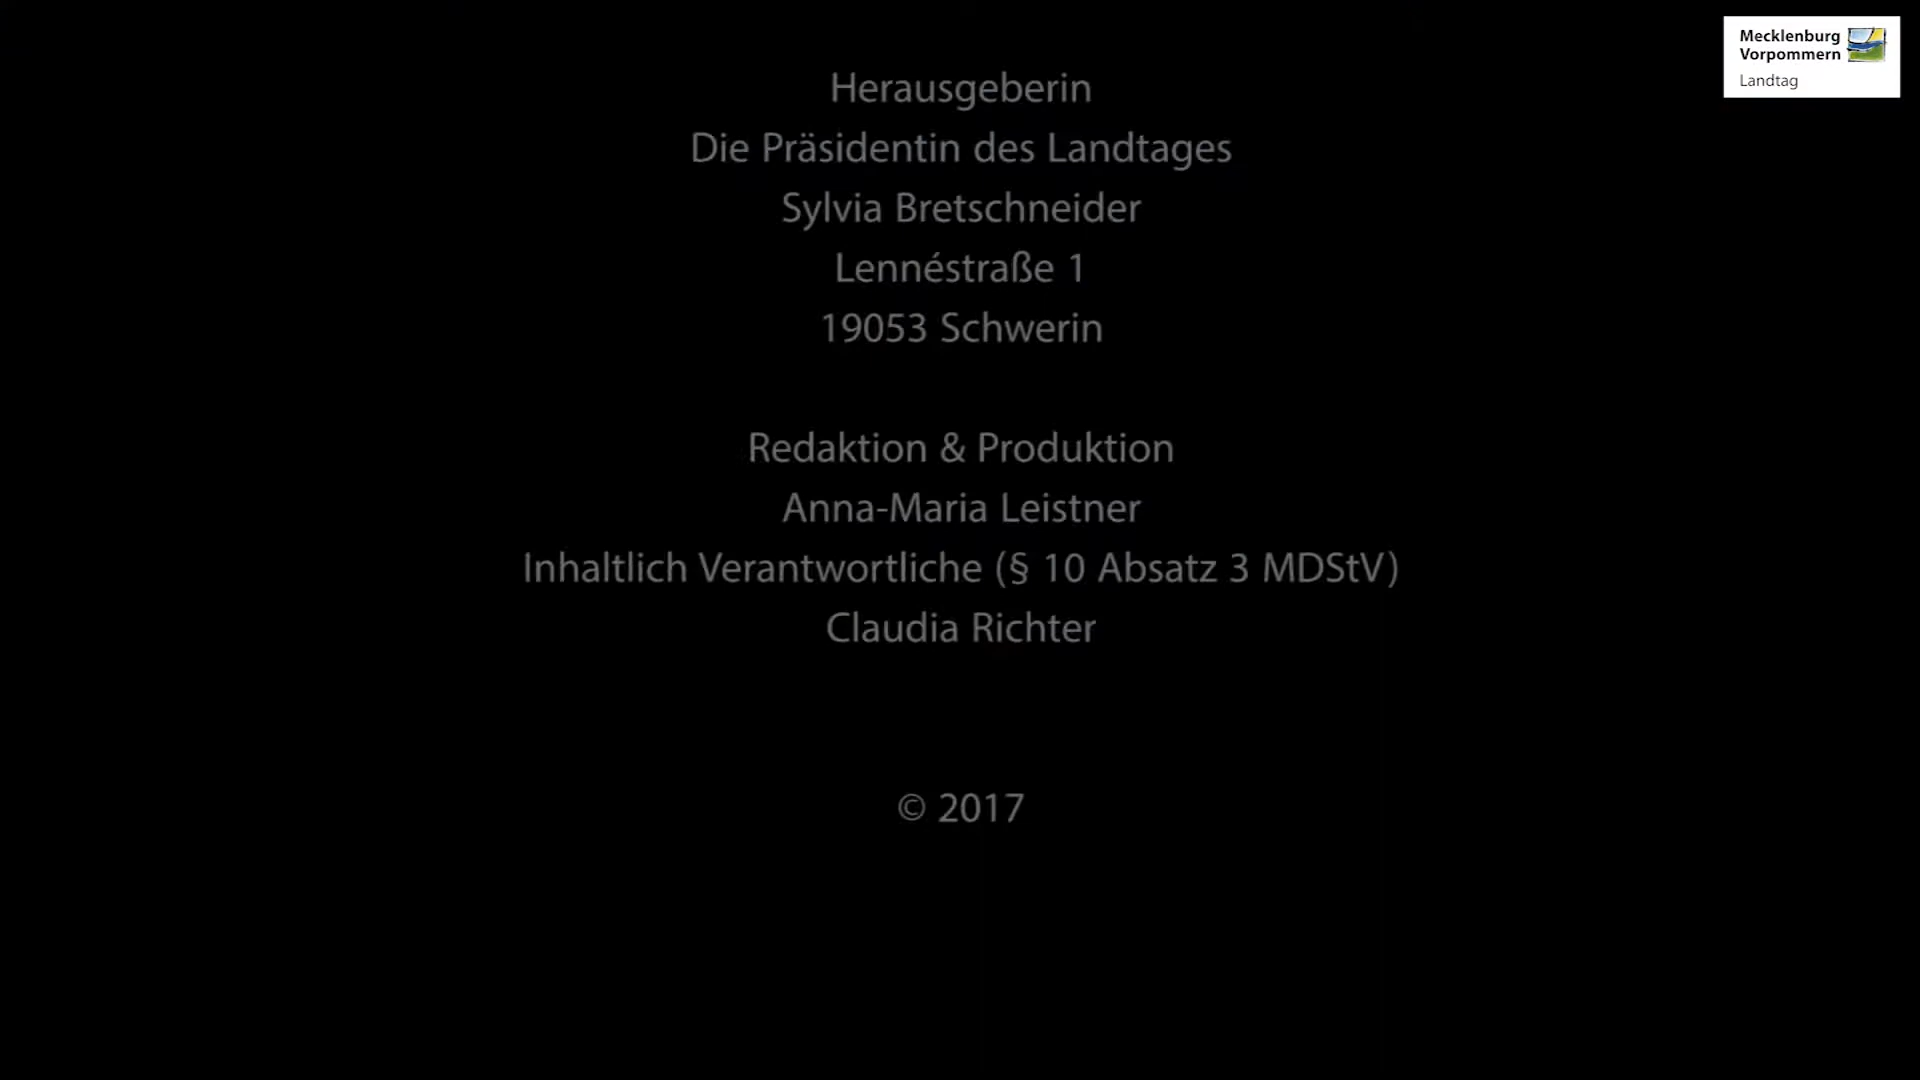 Mecklenburg
Vorpommern
Landtag
Herausgeberin
Die Präsidentin des Landtages
Sylvia Bretschneider
Lennéstraße 1
19053 Schwerin
Redaktion & Produktion
Anna-Maria Leistner
Inhaltlich Verantwortliche (§ 10 Absatz 3 MDStV)
Claudia Richter
© 2017